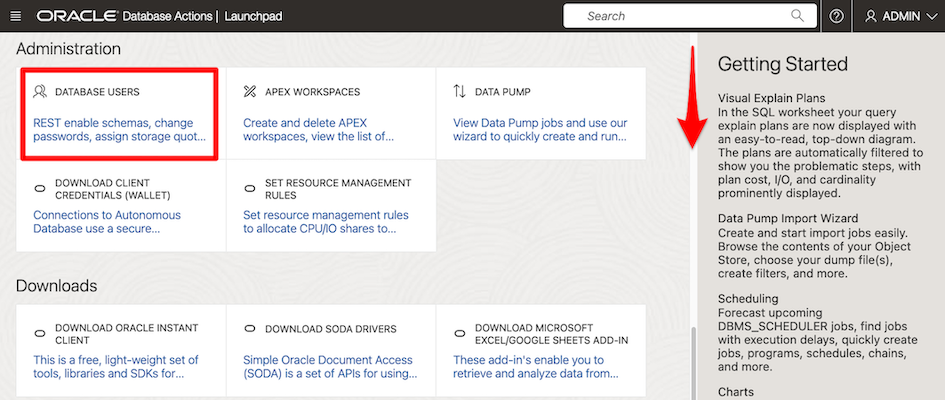 ORACLE Database Actions | Launchpad
Search
ADMIN
Administration
DATABASE USERS
REST enable schemas, change
passwords, assign storage quot...
APEX WORKSPACES
Create and delete APEX
workspaces, view the list of...
DATA PUMP
View Data Pump jobs and use our
wizard to quickly create and run...
DOWNLOAD CLIENT
CREDENTIALS (WALLET)
Connections to Autonomous
Database use a secure...
SET RESOURCE MANAGEMENT
RULES
Set resource management rules
to allocate CPU/IO shares to...
Downloads
DOWNLOAD ORACLE INSTANT
CLIENT
This is a free, light-weight set of
tools, libraries and SDKs for...
DOWNLOAD SODA DRIVERS
Simple Oracle Document Access
(SODA) is a set of APIs for using...
DOWNLOAD MICROSOFT
EXCEL/GOOGLE SHEETS ADD-IN
These add-in's enable you to
retrieve and analyze data from...
Getting Started
Visual Explain Plans
In the SQL worksheet your query
explain plans are now displayed with
an easy-to-read, top-down diagram.
The plans are automatically filtered to
show you the problematic steps, with
plan cost, I/O, and cardinality
prominently displayed.
Data Pump Import Wizard
Create and start import jobs easily.
Browse the contents of your Object
Store, choose your dump file(s),
create filters, and more.
Scheduling
Forecast upcoming
DBMS_SCHEDULER jobs, find jobs
with execution delays, quickly create
jobs, programs, schedules, chains,
and more.
Charts